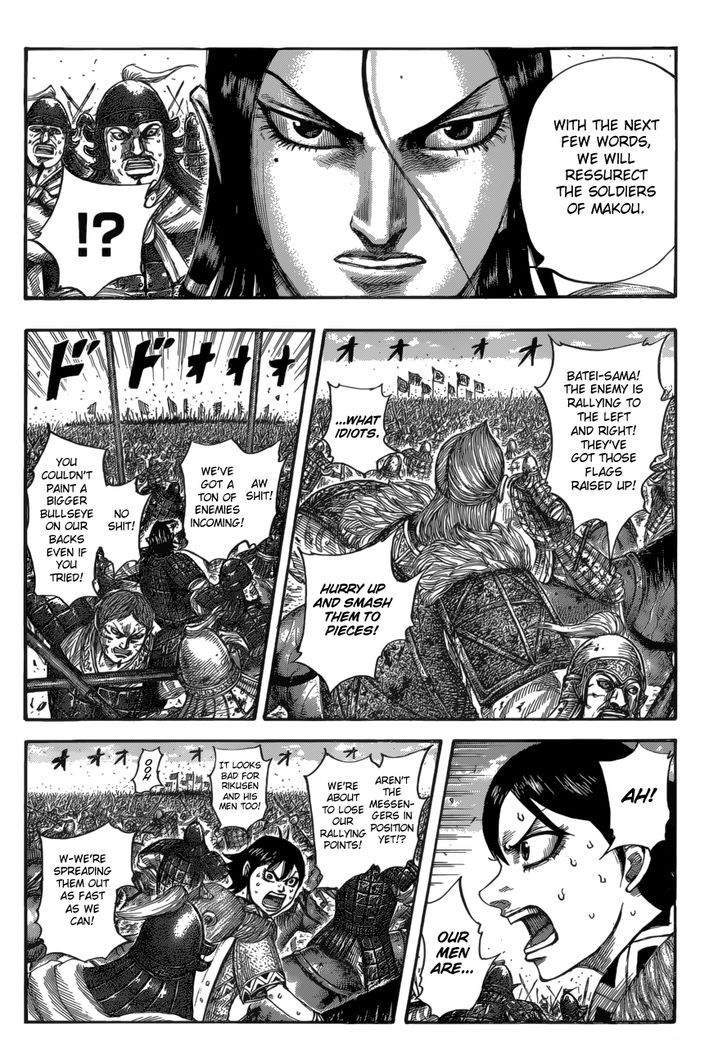 WITH THE NEXT
FEW WORDS,
WE WILL
RESSURECT
THE SOLDIERS
OF MAKOU.
!?
オ オ オ オ
BATEI-SAMA!
THE ENEMY IS
RALLYING TO
THE LEFT
AND RIGHT!
THEY'VE
GOT THOSE
FLAGS
RAISED UP!
...WHAT
IDIOTS.
HURRY UP
AND SMASH
THEM TO
PIECES!
ド ド オ オ オ
AW
SHIT!
WE'VE
GOT A
TON OF
ENEMIES
INCOMING!
NO
SHIT!
YOU
COULDN'T
PAINT A
BIGGER
BULLSEYE
ON OUR
BACKS
EVEN IF
YOU
TRIED!
AH!
OUR
MEN
ARE...
オ オ オ オ オ オ
AREN'T
THE
MESSEN-
GERS IN
POSITION
YET!?
WE'RE
ABOUT TO
LOSE
OUR
RALLYING
POINTS!
IT LOOKS
BAD FOR
RIKUSEN
AND HIS
MEN TOO!
OOH
W-WE'RE
SPREADING
THEM OUT
AS FAST
AS WE
CAN!